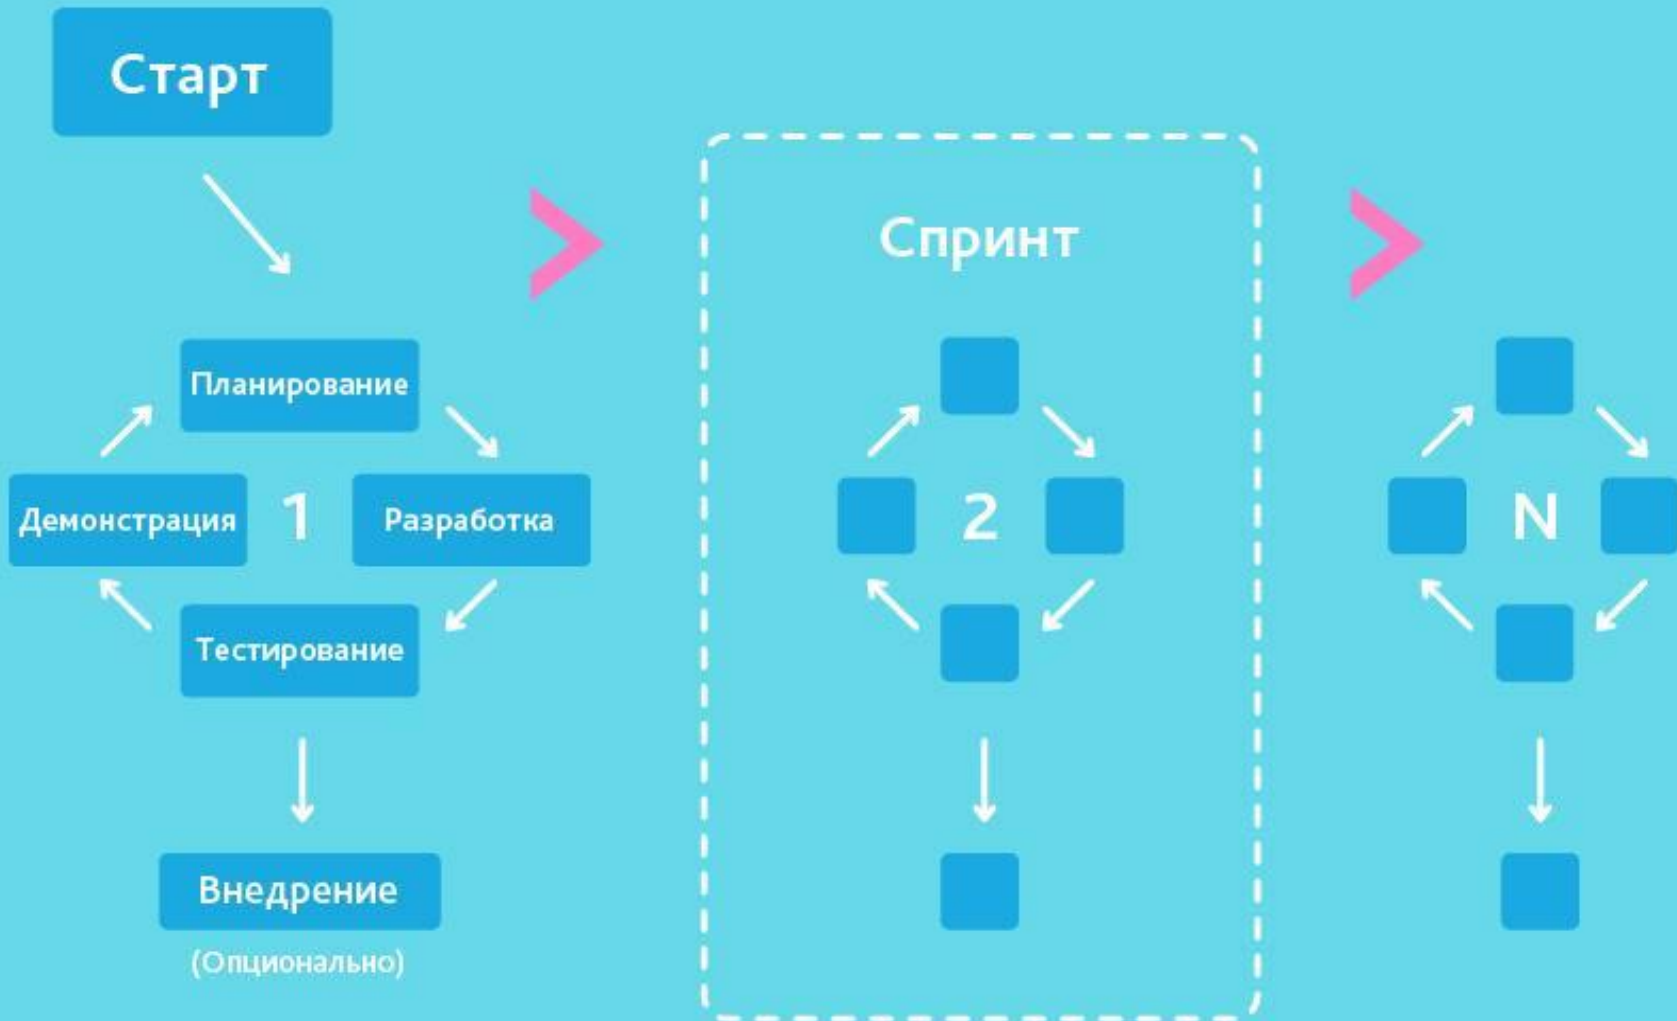 Старт
Спринт
Планирование
Демонстрация
1
Разработка
Тестирование
Внедрение
(Опционально)
2
N